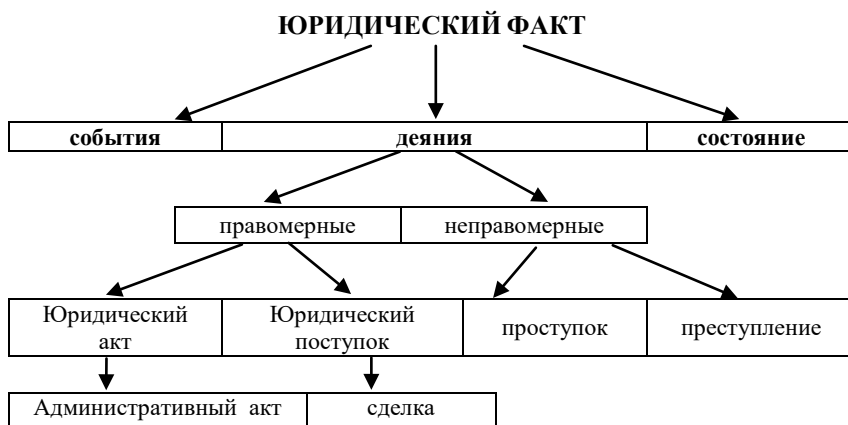 ЮРИДИЧЕСКИЙ ФАКТ
события деяния состояние
правомерные неправомерные
Юридический акт Юридический поступок проступок преступление
Административный акт сделка